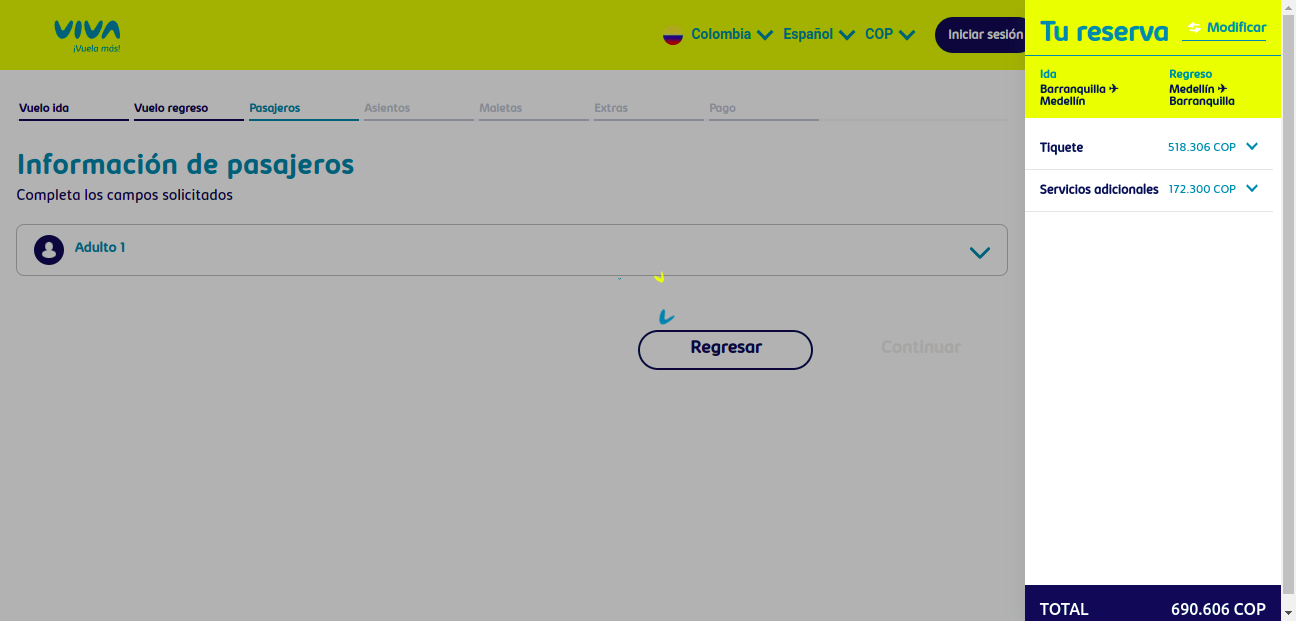 VIVA
¡Vuela más!
Colombia Español COP Iniciar sesión
Tu reserva Modificar
Ida
Barranquilla ✈
Medellín
Regreso
Medellín ✈
Barranquilla
Vuelo ida Vuelo regreso Pasajeros Asientos Maletas Extras Pago
Información de pasajeros
Completa los campos solicitados
Adulto 1
Regresar Continuar
Tiquete 518.306 COP
Servicios adicionales 172.300 COP
TOTAL 690.606 COP